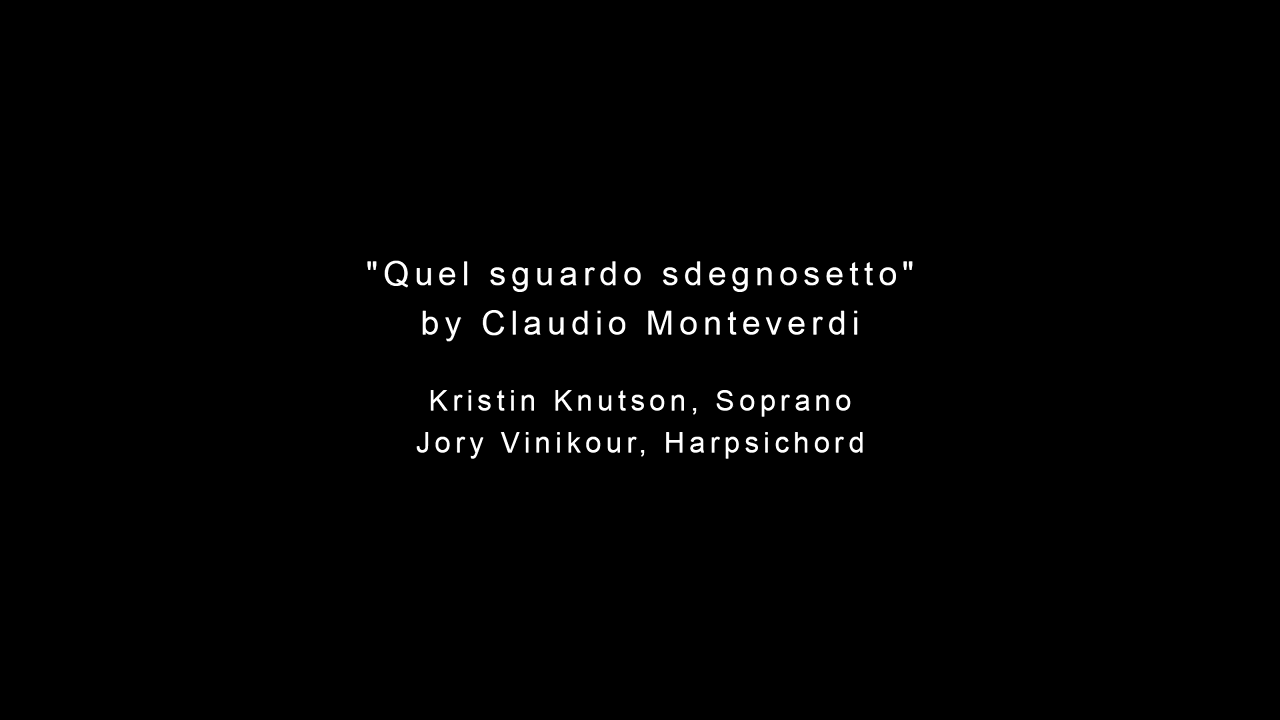 "Quel sguardo sdegnosetto"
by Claudio Monteverdi
Kristin Knutson, Soprano
Jory Vinikour, Harpsichord